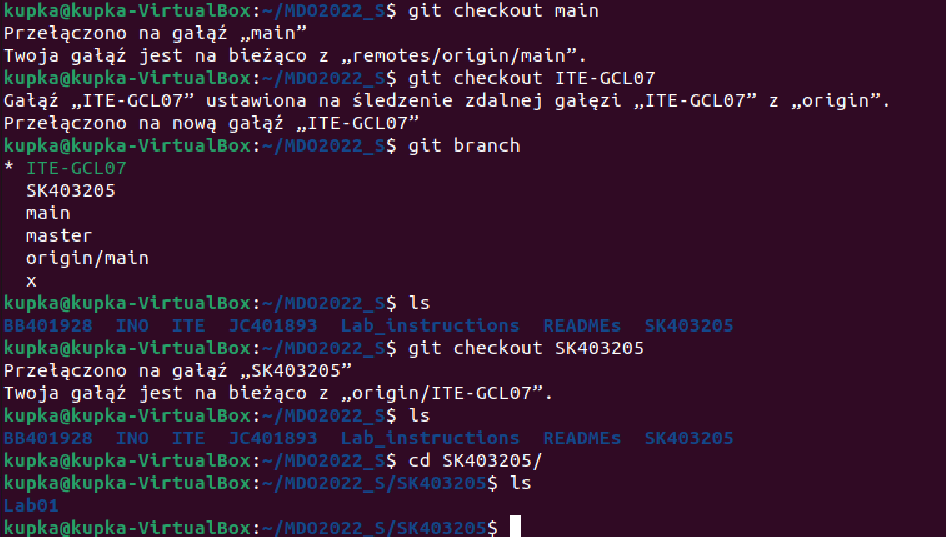 kupka@kupka-VirtualBox:~/MDO2022_S$ git checkout main
Przełączono na gałąź „main”
Twoja gałąź jest na bieżąco z „remotes/origin/main”.
kupka@kupka-VirtualBox:~/MDO2022_S$ git checkout ITE-GCL07
Gałąź „ITE-GCL07” ustawiona na śledzenie zdalnej gałęzi „ITE-GCL07” z „origin”.
Przełączono na nową gałąź „ITE-GCL07”
kupka@kupka-VirtualBox:~/MDO2022_S$ git branch
* ITE-GCL07
  SK403205
  main
  master
  origin/main
  x
kupka@kupka-VirtualBox:~/MDO2022_S$ ls
BB401928  INO  ITE  JC401893  Lab_instructions  READMEs  SK403205
kupka@kupka-VirtualBox:~/MDO2022_S$ git checkout SK403205
Przełączono na gałąź „SK403205”
Twoja gałąź jest na bieżąco z „origin/ITE-GCL07”.
kupka@kupka-VirtualBox:~/MDO2022_S$ ls
BB401928  INO  ITE  JC401893  Lab_instructions  READMEs  SK403205
kupka@kupka-VirtualBox:~/MDO2022_S$ cd SK403205/
kupka@kupka-VirtualBox:~/MDO2022_S/SK403205$ ls
Lab01
kupka@kupka-VirtualBox:~/MDO2022_S/SK403205$